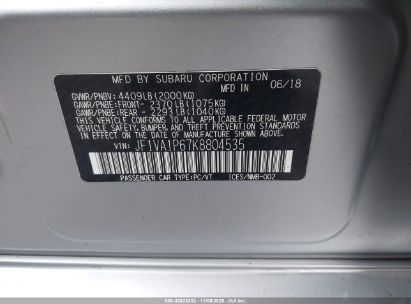 MFD BY SUBARU CORPORATION 06/18
GVWR/PNBV: 4409LB(2000KG)
GAWR/PNBE:FRONT- 2370LB(1075KG)
GAWR/PNBE:REAR - 2293LB(1040KG)
THIS VEHICLE CONFORMS TO ALL APPLICABLE
FEDERAL MOTOR VEHICLE SAFETY, BUMPER,
AND THEFT PREVENTION STANDARDS IN EFFECT
ON THE DATE OF MANUFACTURE SHOWN ABOVE.
VIN: JF1VA1P67K8804535
PASSENGER CAR TYPE:PC/VT ICES/NMB-002